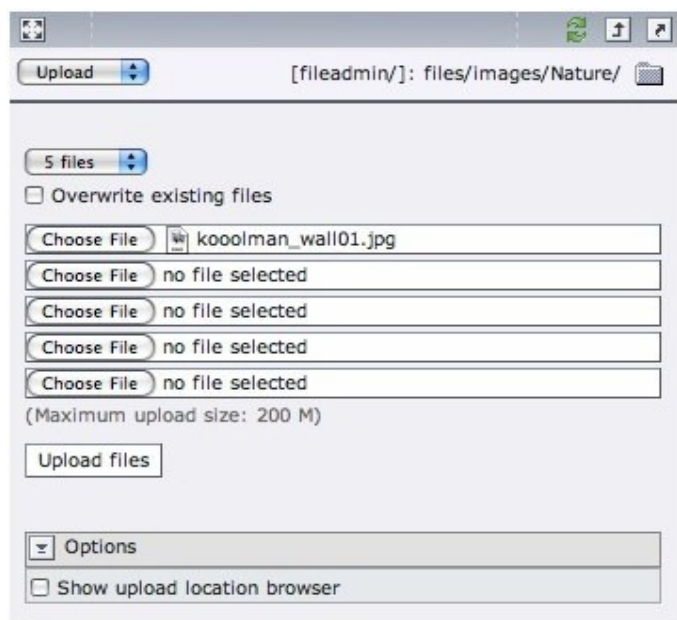 Upload [fileadmin/]: files/images/Nature/
5 files
Overwrite existing files
Choose File kooolman_wall01.jpg
Choose File no file selected
Choose File no file selected
Choose File no file selected
Choose File no file selected
(Maximum upload size: 200 M)
Upload files
Options
Show upload location browser